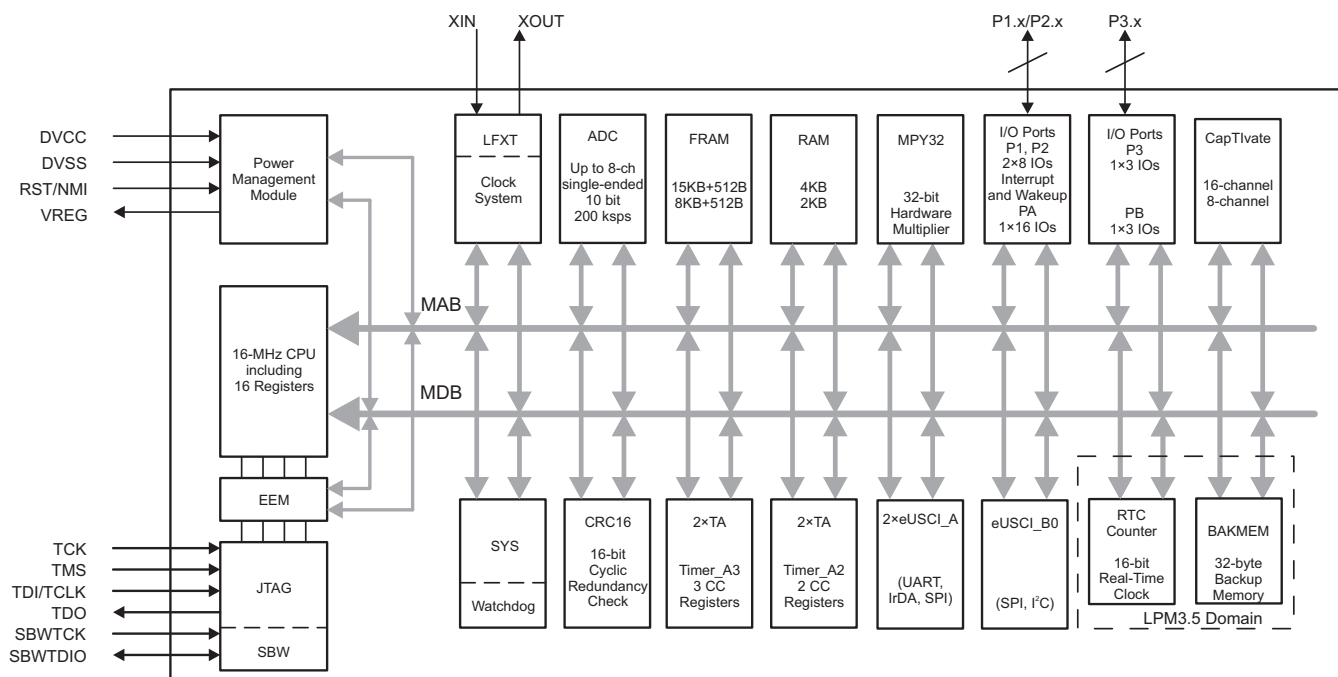 XIN
XOUT
P1.x/P2.x
P3.x
DVCC
DVSS
RST/NMI
VREG
Power
Management
Module
LFXT
Clock
System
ADC
Up to 8-ch
single-ended
10 bit
200 ksps
FRAM
15KB+512B
8KB+512B
RAM
4KB
2KB
MPY32
32-bit
Hardware
Multiplier
I/O Ports
P1, P2
2×8 IOs
Interrupt
and Wakeup
PA
1×16 IOs
I/O Ports
P3
1×3 IOs
PB
1×3 IOs
CapTIvate
16-channel
8-channel
MAB
16-MHz CPU
including
16 Registers
MDB
EEM
TCK
TMS
TDI/TCLK
TDO
SBWTCK
SBWTDIO
JTAG
SBW
SYS
Watchdog
CRC16
16-bit
Cyclic
Redundancy
Check
2×TA
Timer_A3
3 CC
Registers
2×TA
Timer_A2
2 CC
Registers
2×eUSCI_A
(UART,
IrDA, SPI)
eUSCI_B0
(SPI, I²C)
RTC
Counter
16-bit
Real-Time
Clock
BAKMEM
32-byte
Backup
Memory
LPM3.5 Domain